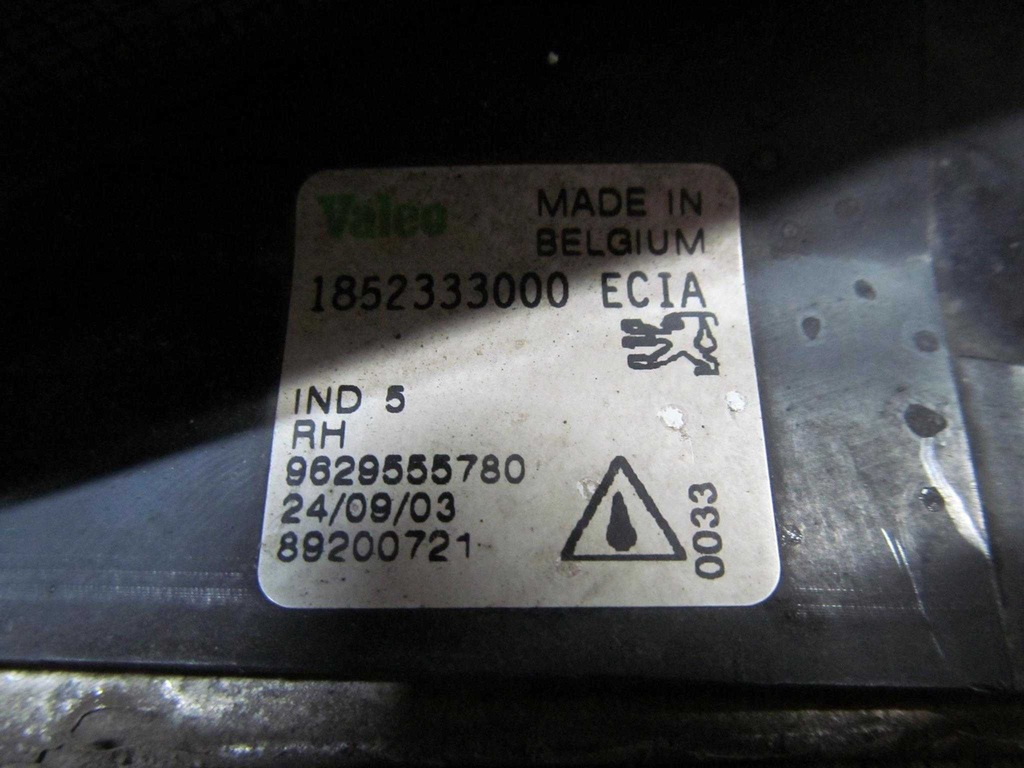 Valeo MADE IN
BELGIUM
1852333000 ECIA
IND 5
RH
9629555780
24/09/03
89200721
0033